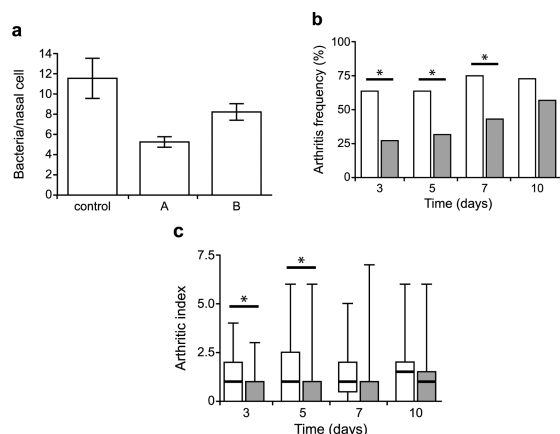 a
Bacteria/nasal cell
14
12
10
8
6
4
2
0
control A B
b
Arthritis frequency (%)
100
75
50
25
0
* * *
3 5 7 10
Time (days)
c
Arthritic index
7.5
5.0
2.5
0
* *
3 5 7 10
Time (days)